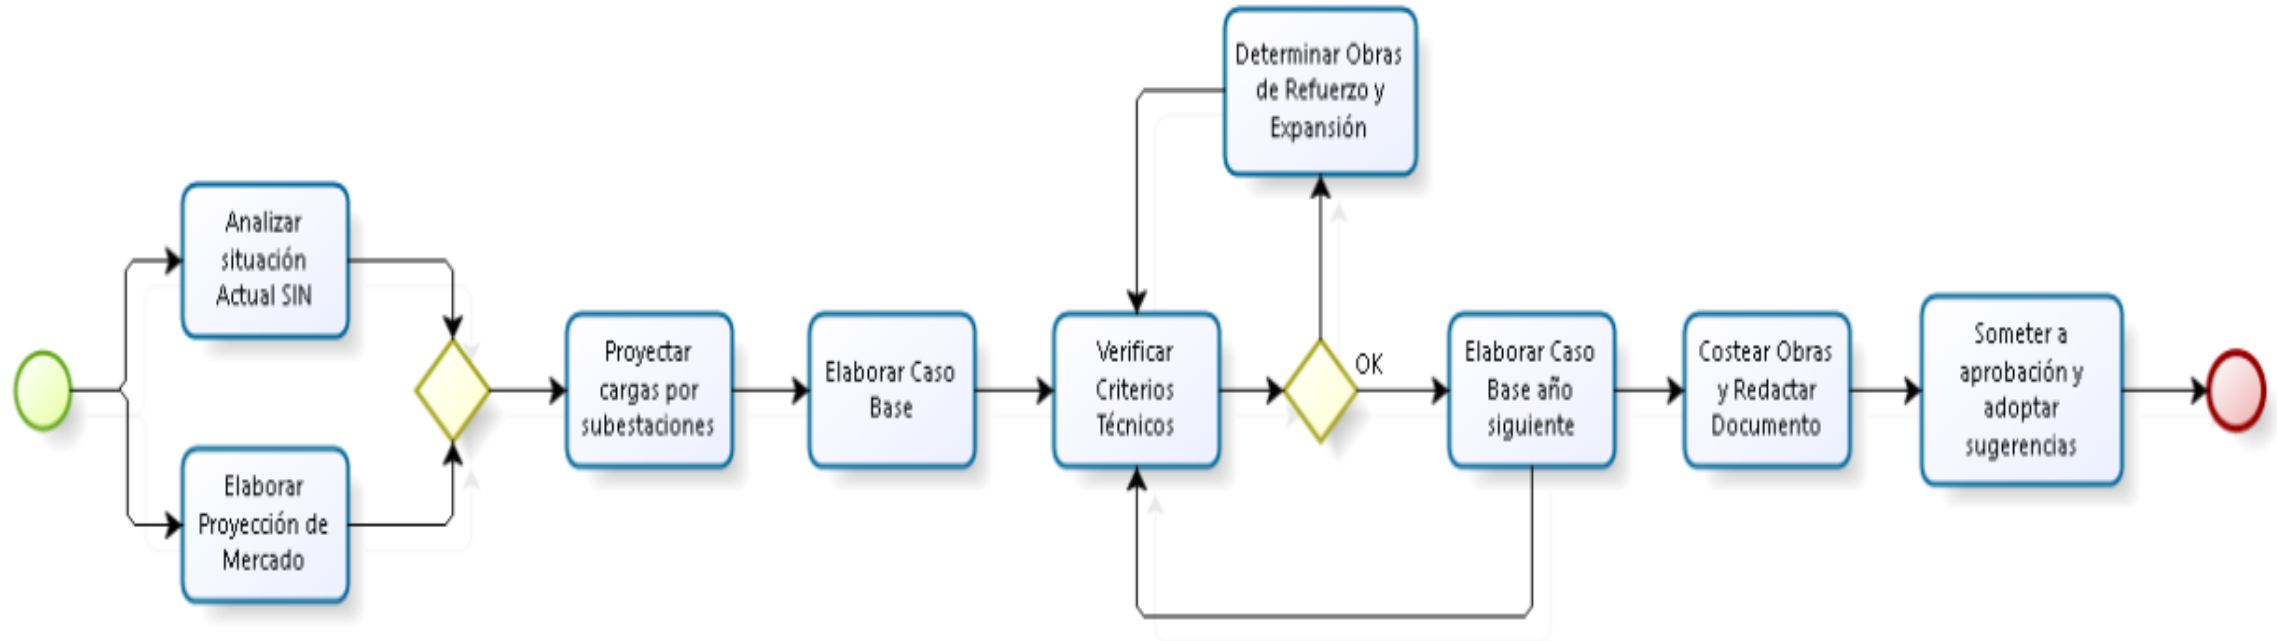 Analizar
situación
Actual SIN
Elaborar
Proyección de
Mercado
Proyectar
cargas por
subestaciones
Elaborar Caso
Base
Verificar
Criterios
Técnicos
Determinar Obras
de Refuerzo y
Expansión
OK
Elaborar Caso
Base año
siguiente
Costear Obras
y Redactar
Documento
Someter a
aprobación y
adoptar
sugerencias